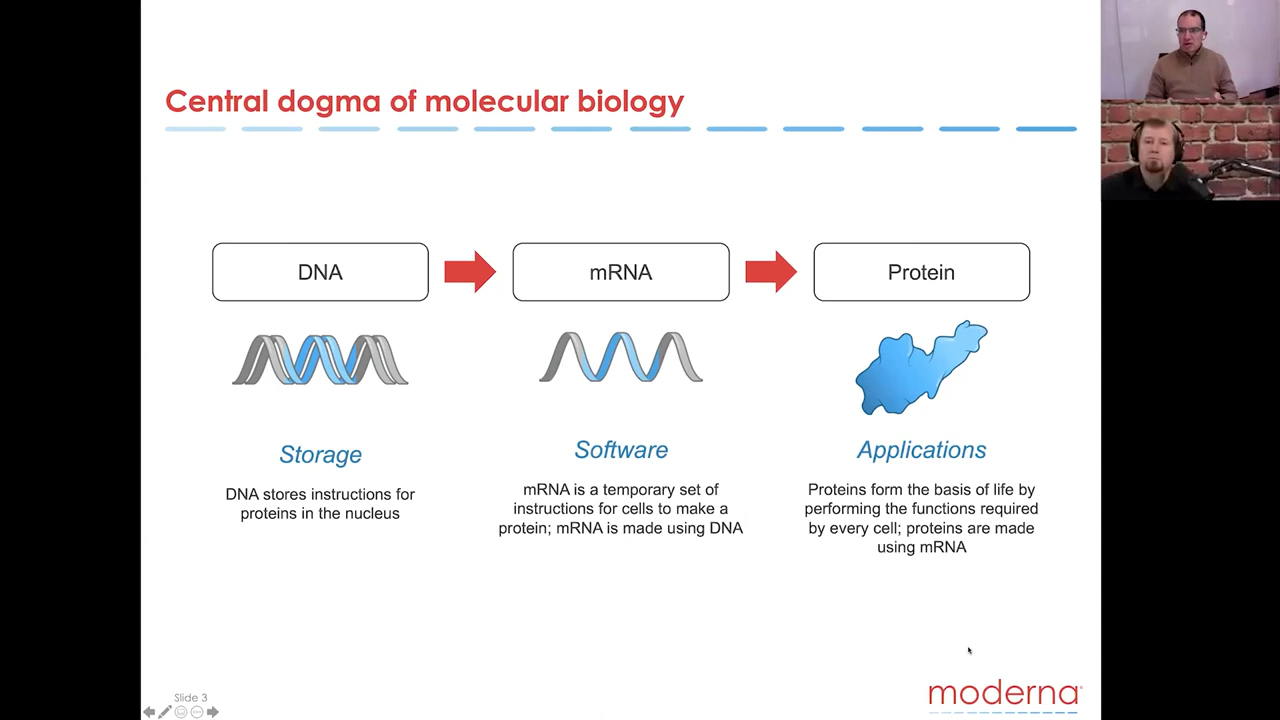 Central dogma of molecular biology
DNA
mRNA
Protein
Storage
Software
Applications
DNA stores instructions for
proteins in the nucleus
mRNA is a temporary set of
instructions for cells to make a
protein; mRNA is made using DNA
Proteins form the basis of life by
performing the functions required
by every cell; proteins are made
using mRNA
Slide 3
moderna